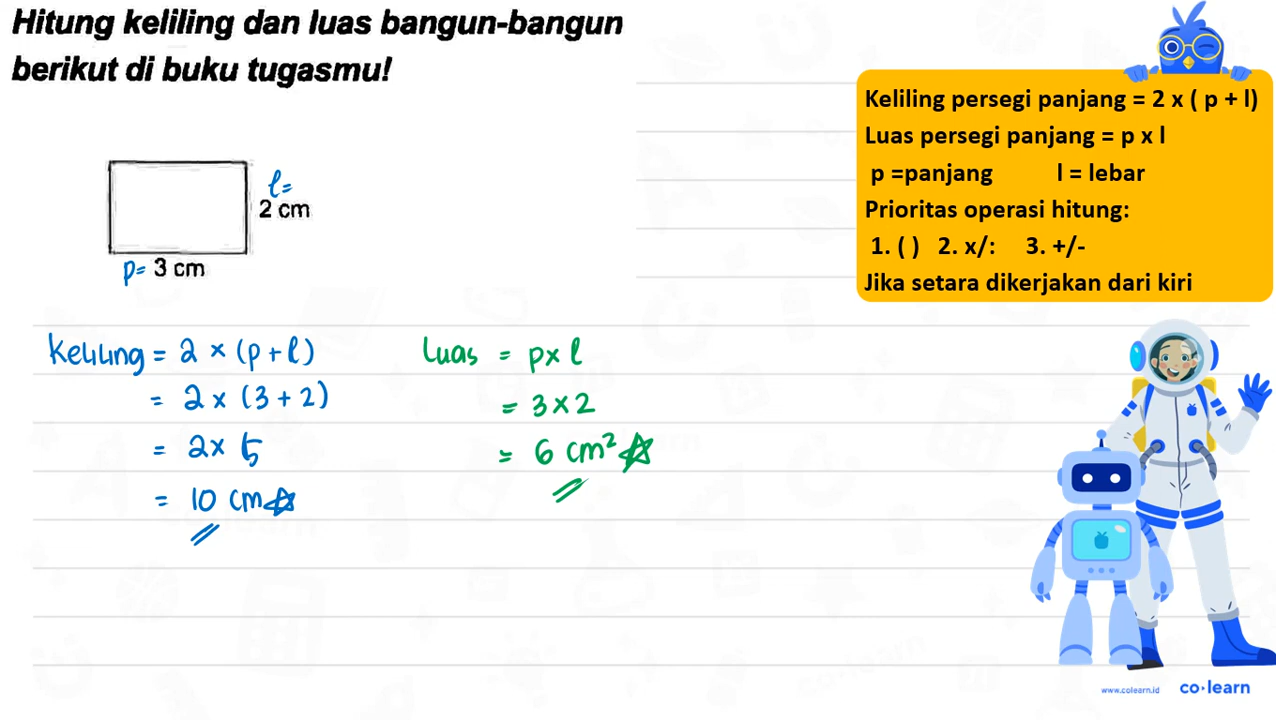 Hitung keliling dan luas bangun-bangun
berikut di buku tugasmu!
Keliling persegi panjang = 2 x ( p + l)
Luas persegi panjang = p x l
p =panjang l = lebar
Prioritas operasi hitung:
1. ( ) 2. x/: 3. +/-
Jika setara dikerjakan dari kiri
l=
2 cm
p= 3 cm
Keliling = 2 × (p + l)
= 2 × (3 + 2)
= 2 × 5
= 10 cm
Luas = p × l
= 3 × 2
= 6 cm²
www.colearn.id co·learn